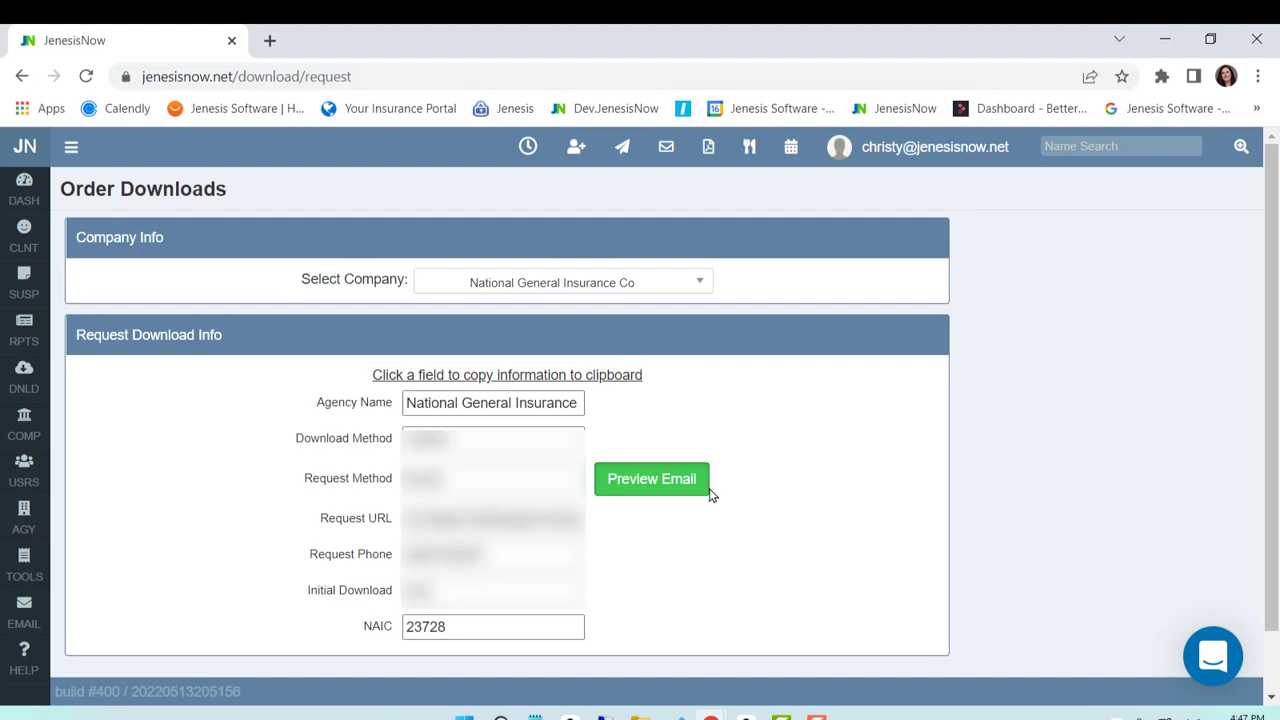 JenesisNow
jenesisnow.net/download/request
Apps Calendly Jenesis Software | H... Your Insurance Portal Jenesis Dev.JenesisNow 16 Jenesis Software -... JenesisNow Dashboard - Better... Jenesis Software -... »
JN christy@jenesisnow.net Name Search
DASH
CLNT
SUSP
RPTS
DNLD
COMP
USRS
AGY
TOOLS
EMAIL
HELP
Order Downloads
Company Info
Select Company: National General Insurance Co
Request Download Info
Click a field to copy information to clipboard
Agency Name National General Insurance
Download Method
Request Method Preview Email
Request URL
Request Phone
Initial Download
NAIC 23728
build #400 / 20220513205156
4:47 PM